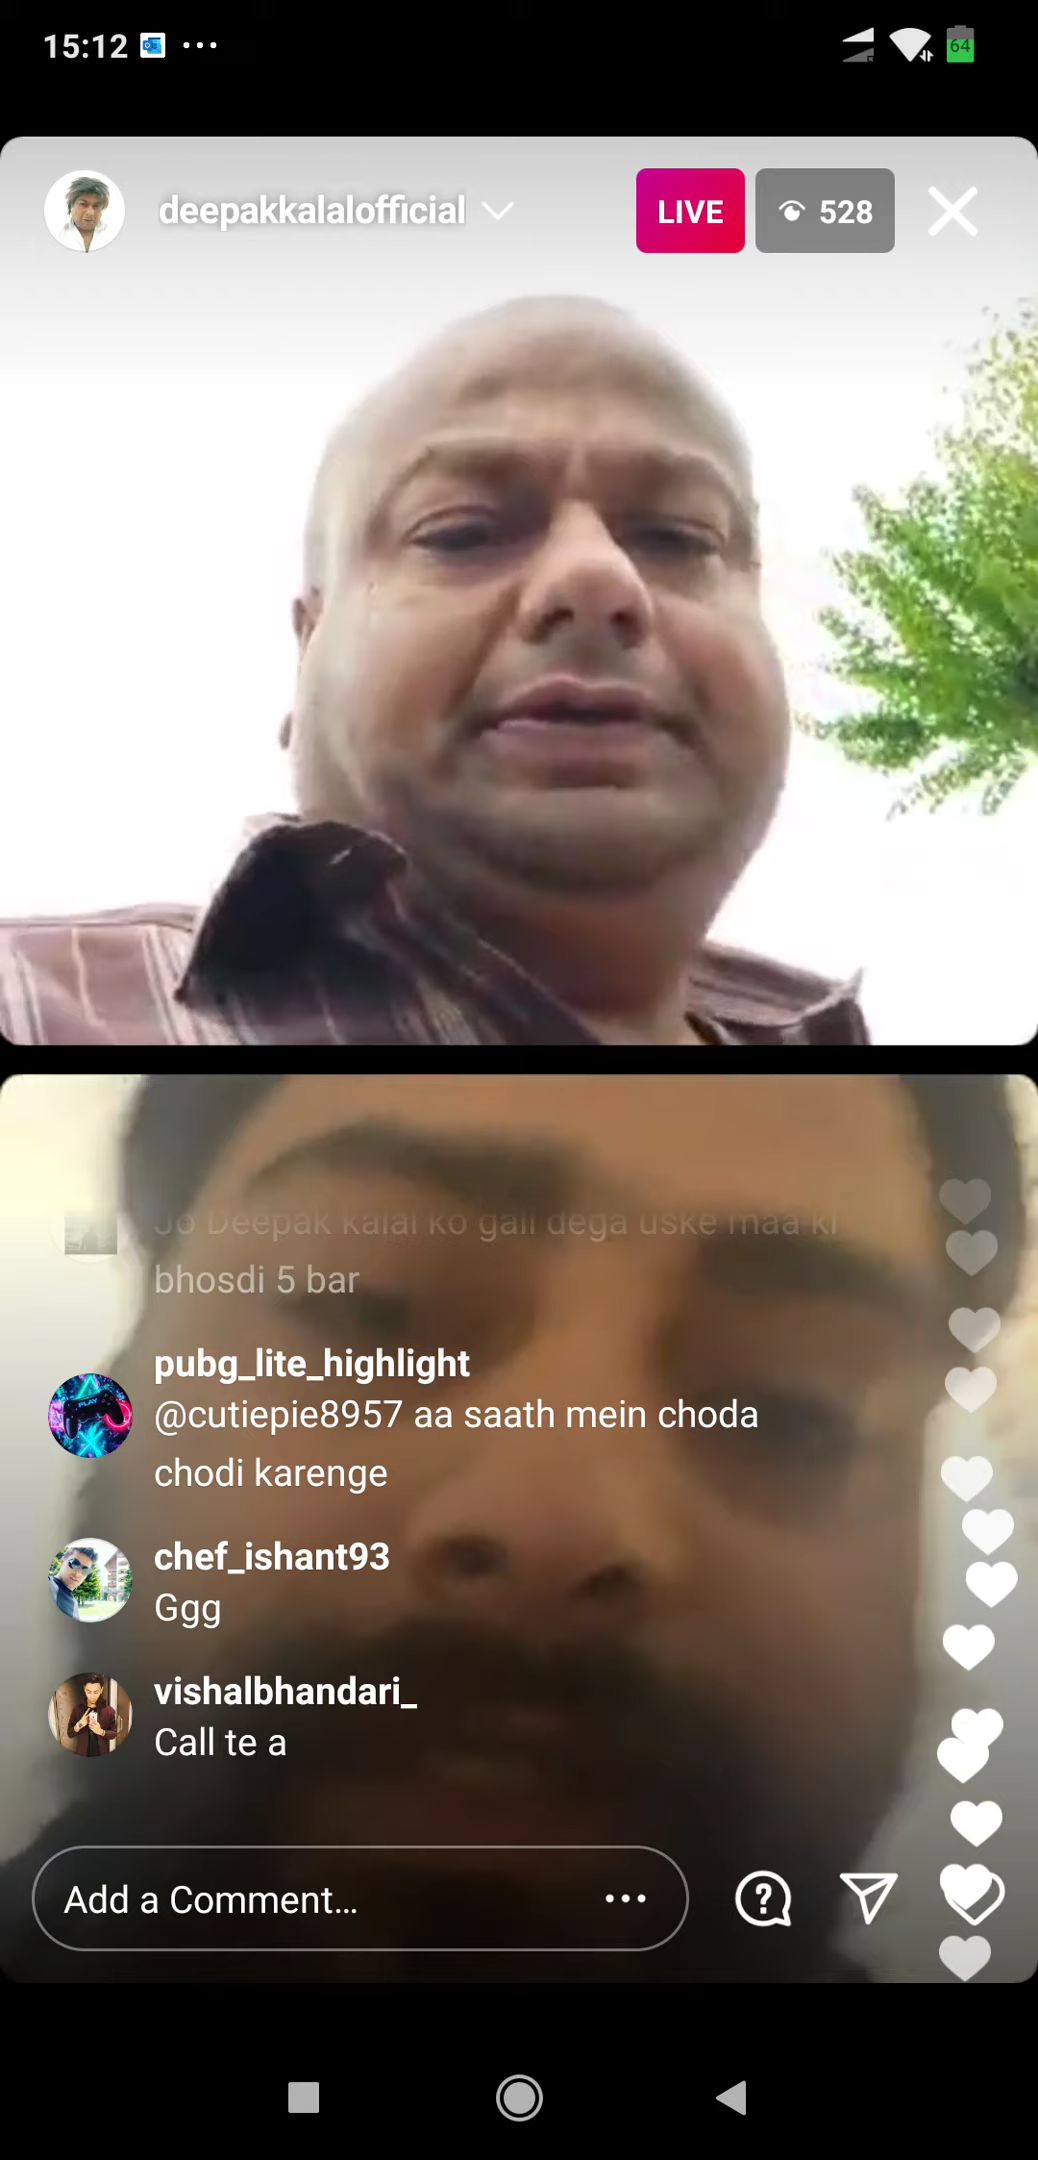 15:12
64
deepakkalalofficial
LIVE
528
Jo Deepak kalal ko gali dega uske maa ki
bhosdi 5 bar
pubg_lite_highlight
@cutiepie8957 aa saath mein choda
chodi karenge
chef_ishant93
Ggg
vishalbhandari_
Call te a
Add a Comment...